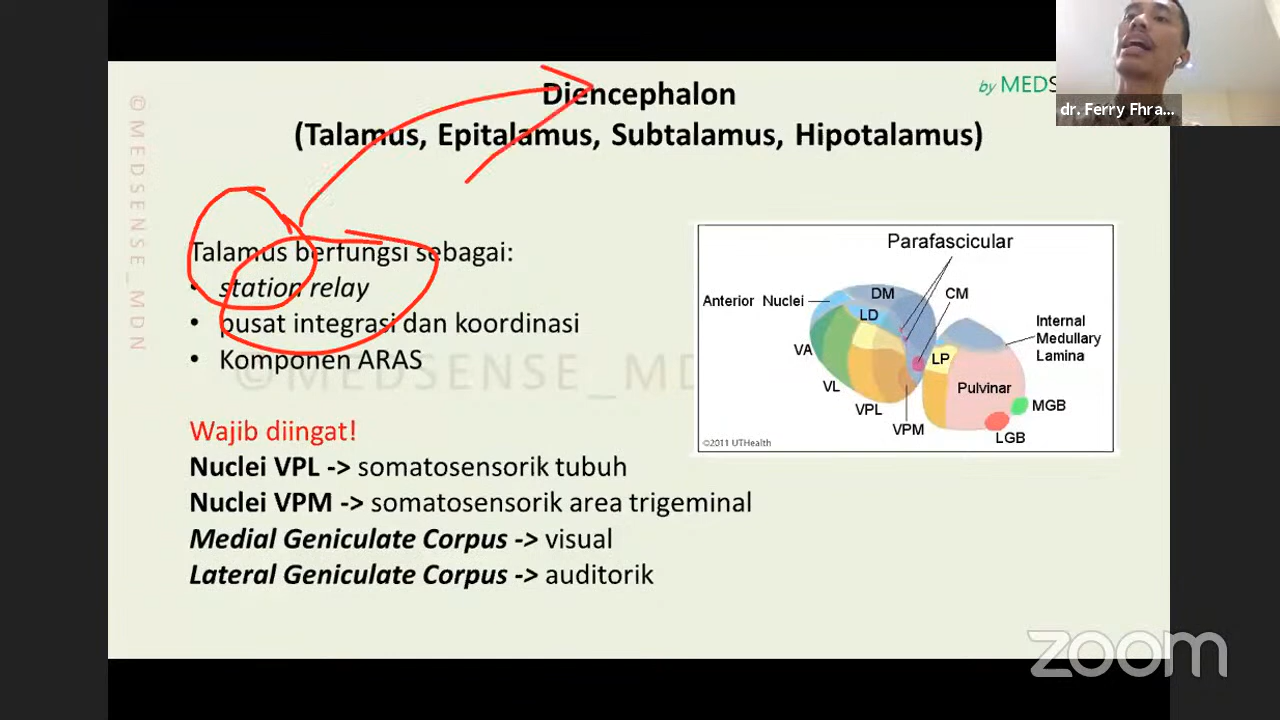 Diencephalon
(Talamus, Epitalamus, Subtalamus, Hipotalamus)
by MEDS
dr. Ferry Fhra...
©MEDSENSE_MDN
Talamus berfungsi sebagai:
• station relay
• pusat integrasi dan koordinasi
• Komponen ARAS
©MEDSENSE_MD
Wajib diingat!
Nuclei VPL -> somatosensorik tubuh
Nuclei VPM -> somatosensorik area trigeminal
Medial Geniculate Corpus -> visual
Lateral Geniculate Corpus -> auditorik
Parafascicular
Anterior Nuclei
DM
CM
LD
VA
LP
Internal
Medullary
Lamina
VL
Pulvinar
VPL
MGB
VPM
LGB
©2011 UTHealth
zoom